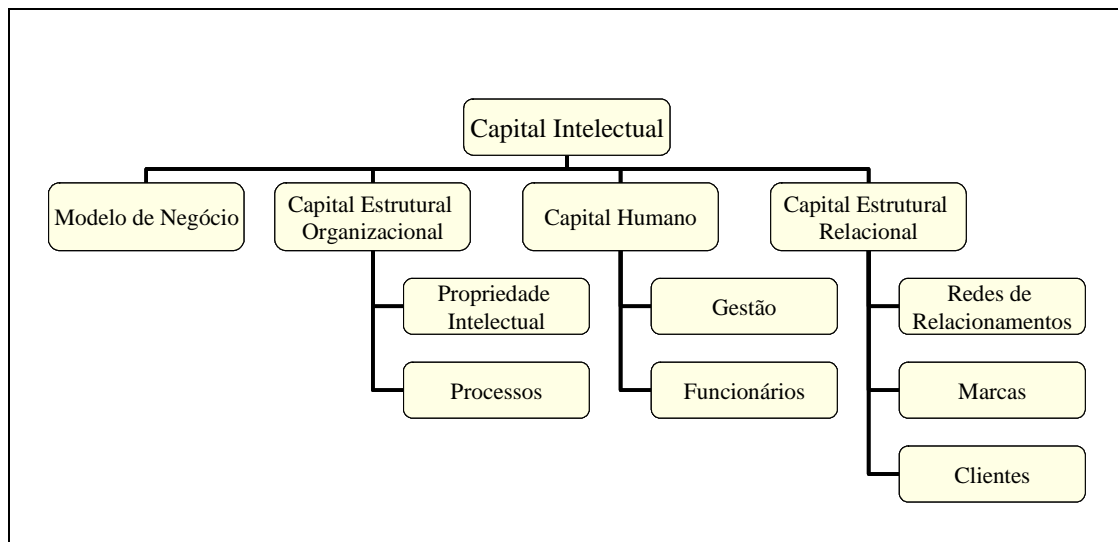 Capital Intelectual
Modelo de Negócio
Capital Estrutural
Organizacional
Capital Humano
Capital Estrutural
Relacional
Propriedade
Intelectual
Processos
Gestão
Funcionários
Redes de
Relacionamentos
Marcas
Clientes